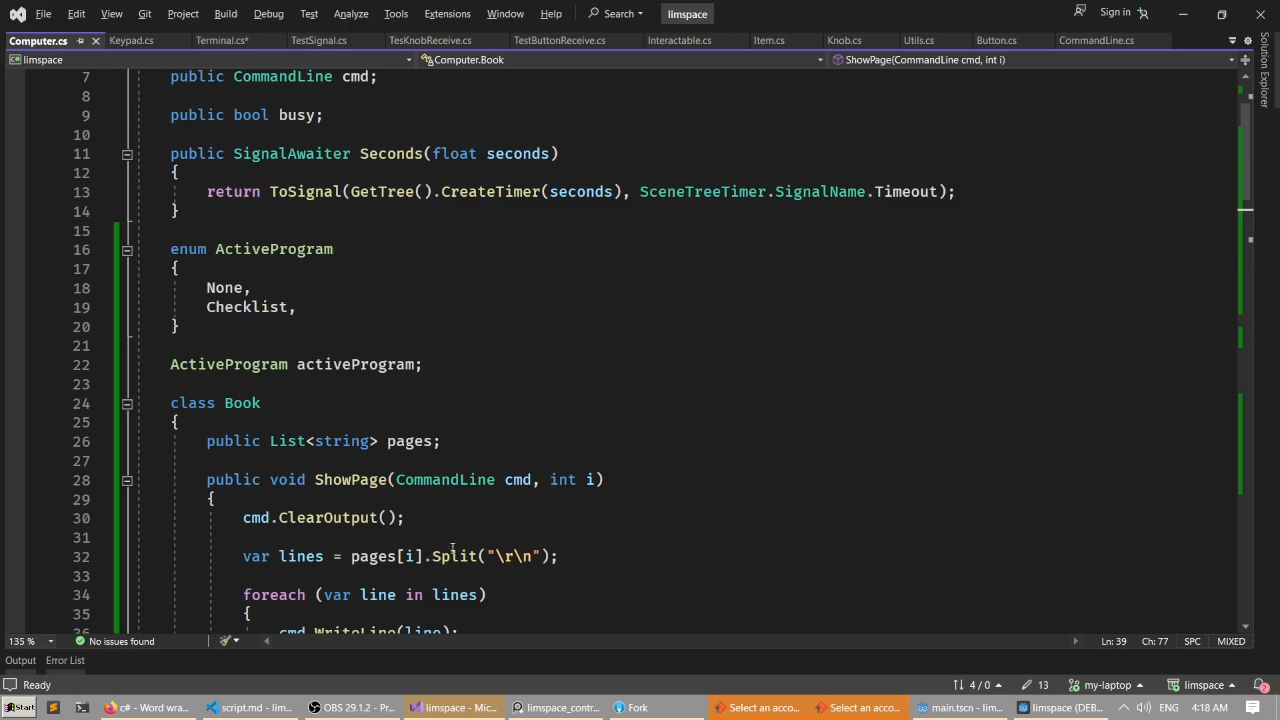 File Edit View Git Project Build Debug Test Analyze Tools Extensions Window Help Search limspace Sign in
Computer.cs Keypad.cs Terminal.cs* TestSignal.cs TesKnobReceive.cs TestButtonReceive.cs Interactable.cs Item.cs Knob.cs Utils.cs Button.cs CommandLine.cs
limspace Computer.Book ShowPage(CommandLine cmd, int i)
Solution Explorer
7 public CommandLine cmd;
8
9 public bool busy;
10
11 public SignalAwaiter Seconds(float seconds)
12 {
13 return ToSignal(GetTree().CreateTimer(seconds), SceneTreeTimer.SignalName.Timeout);
14 }
15
16 enum ActiveProgram
17 {
18 None,
19 Checklist,
20 }
21
22 ActiveProgram activeProgram;
23
24 class Book
25 {
26 public List<string> pages;
27
28 public void ShowPage(CommandLine cmd, int i)
29 {
30 cmd.ClearOutput();
31
32 var lines = pages[i].Split("\r\n");
33
34 foreach (var line in lines)
35 {
36 cmd.WriteLine(line);
135 % No issues found Ln: 39 Ch: 77 SPC MIXED
Output Error List
Ready 4 / 0 13 my-laptop limspace 2
Start c# - Word wra... script.md - lim... OBS 29.1.2 - Pr... limspace - Mic... limspace_contr... Fork Select an acco... Select an acco... main.tscn - lim... limspace (DEB... 4:18 AM